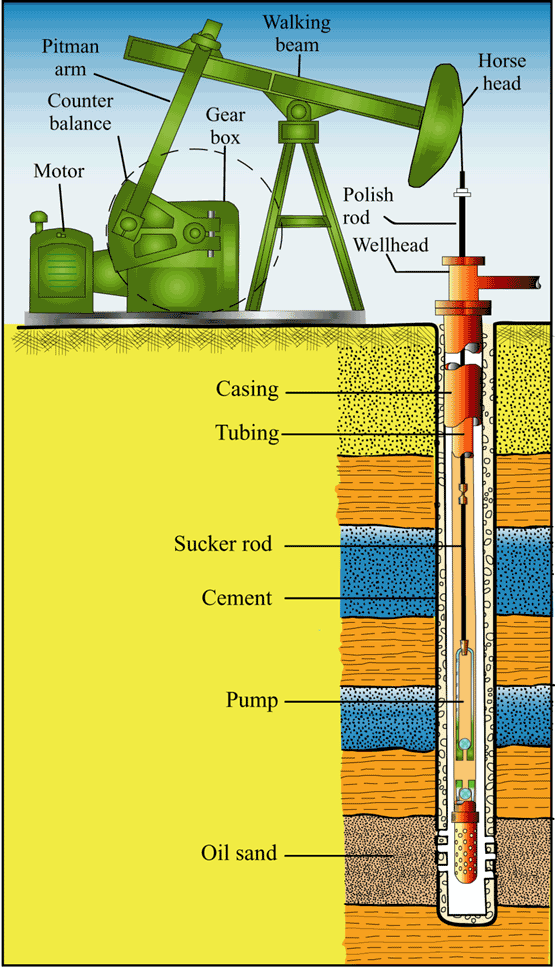 Walking
beam
Pitman
arm
Horse
head
Counter
balance
Gear
box
Motor
Polish
rod
Wellhead
Casing
Tubing
Sucker rod
Cement
Pump
Oil sand